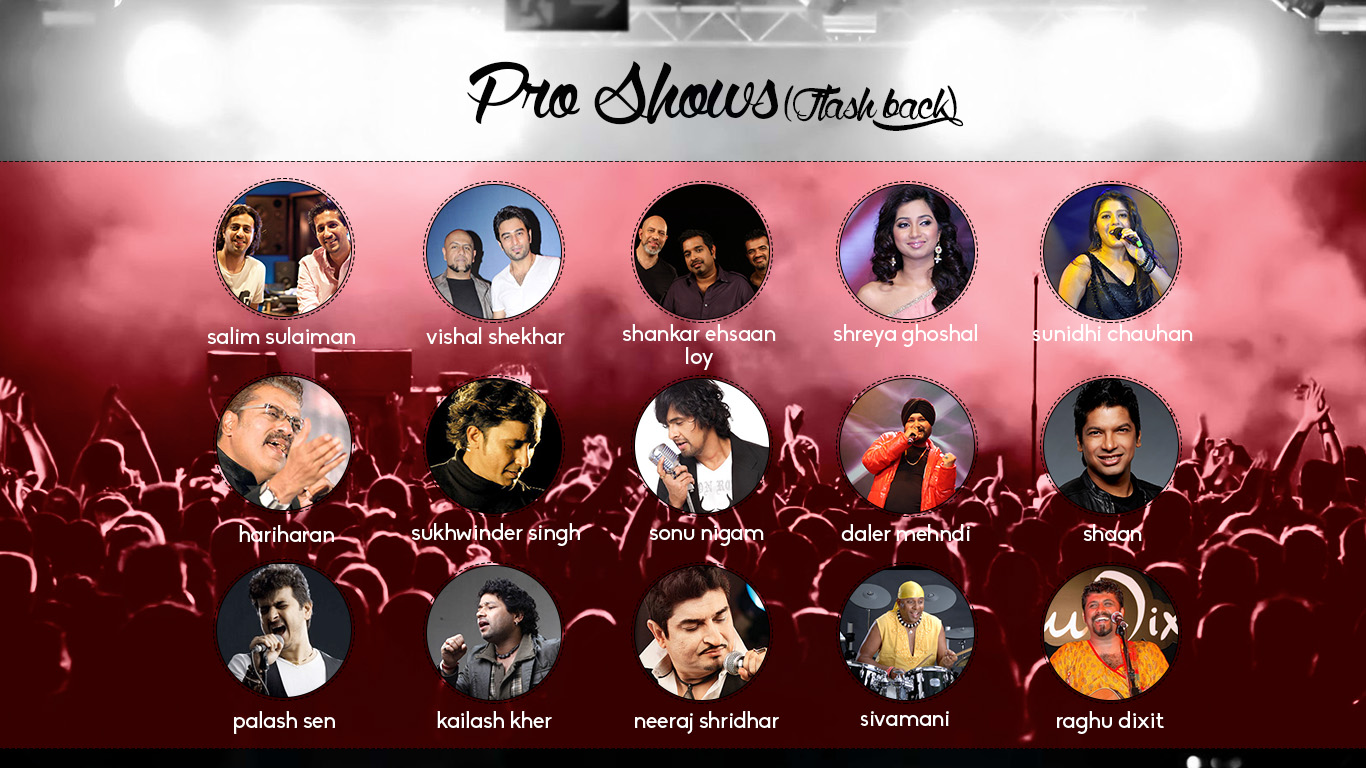 Pro Shows (Flash back)
salim sulaiman
vishal shekhar
shankar ehsaan
loy
shreya ghoshal
sunidhi chauhan
hariharan
sukhwinder singh
sonu nigam
daler mehndi
shaan
palash sen
kailash kher
neeraj shridhar
sivamani
raghu dixit